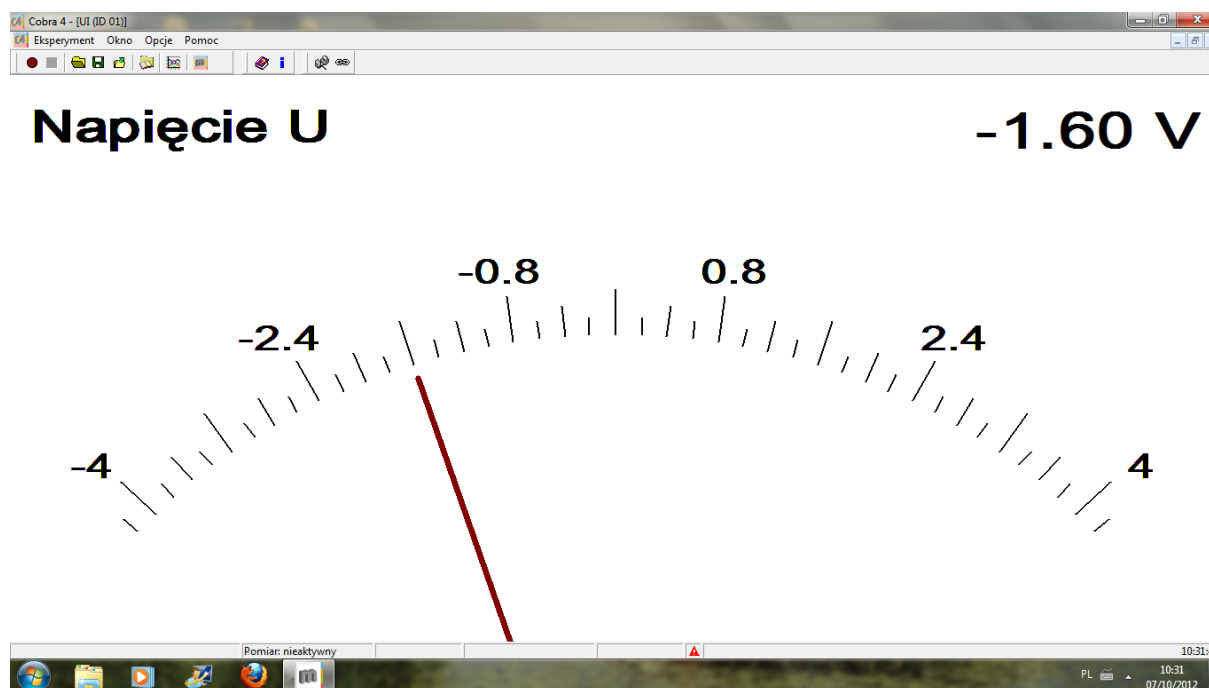 Cobra 4 - [UI (ID 01)]
Eksperyment Okno Opcje Pomoc
Napięcie U
-1.60 V
-0.8
0.8
-2.4
2.4
-4
4
Pomiar: nieaktywny
10:31
PL
10:31
07/10/2012